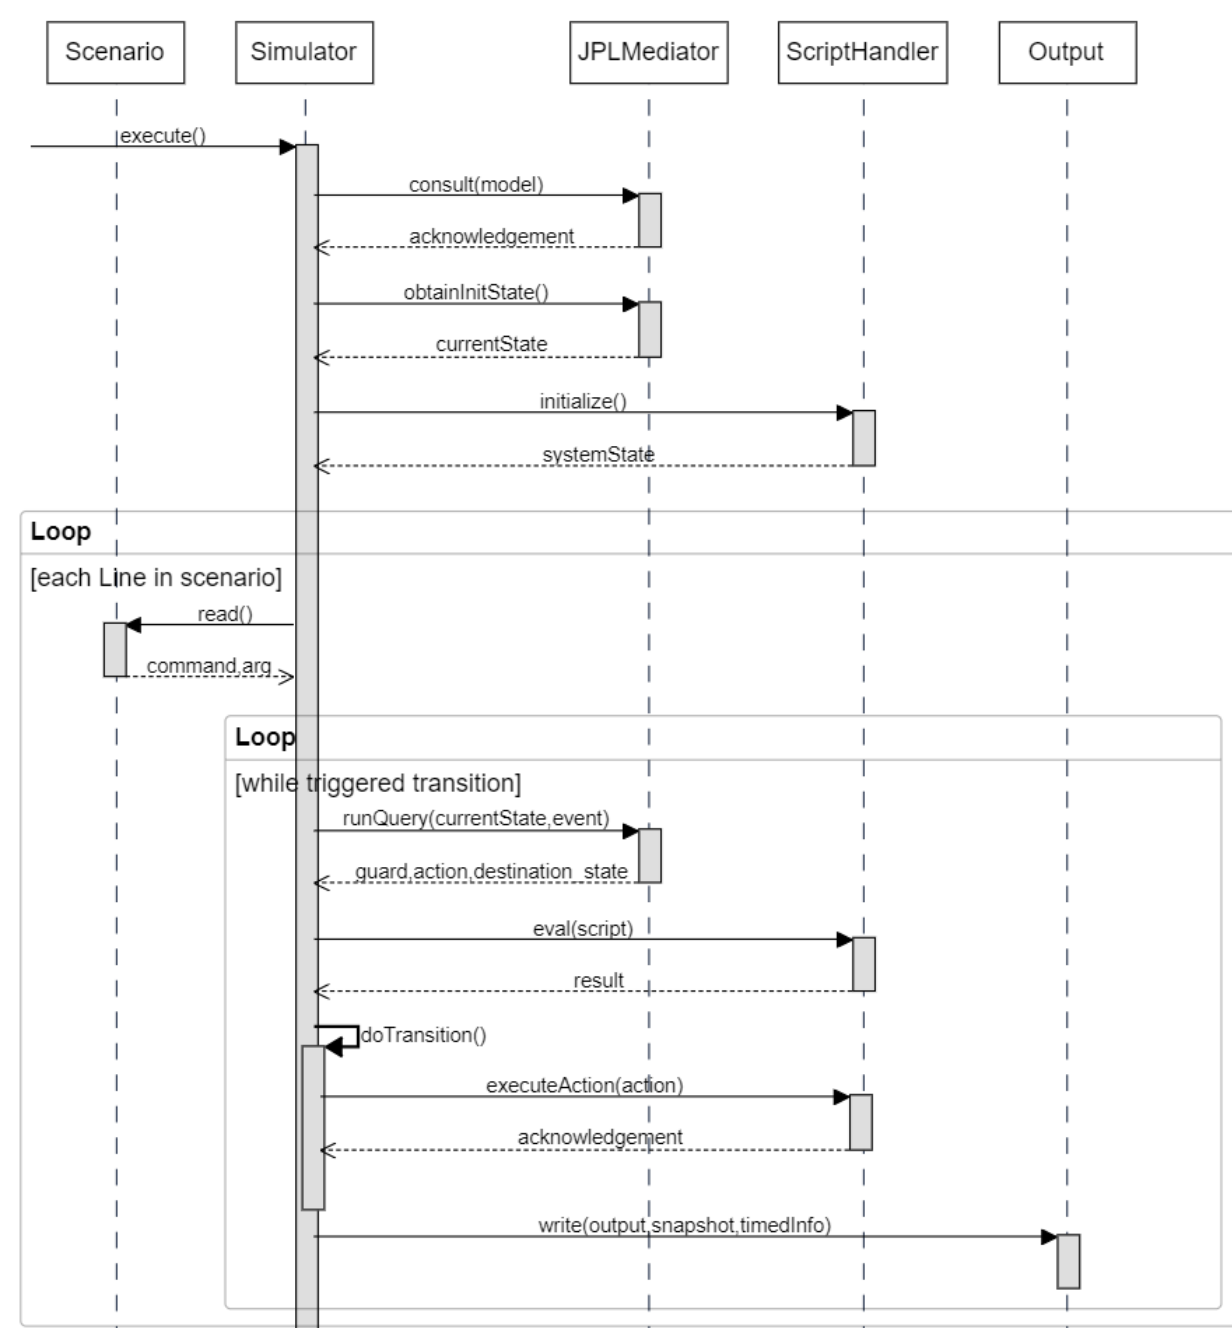 Scenario
Simulator
JPLMediator
ScriptHandler
Output
execute()
consult(model)
acknowledgement
obtainInitState()
currentState
initialize()
systemState
Loop
[each Line in scenario]
read()
command,arg
Loop
[while triggered transition]
runQuery(currentState,event)
guard,action,destination_state
eval(script)
result
doTransition()
executeAction(action)
acknowledgement
write(output,snapshot,timedInfo)